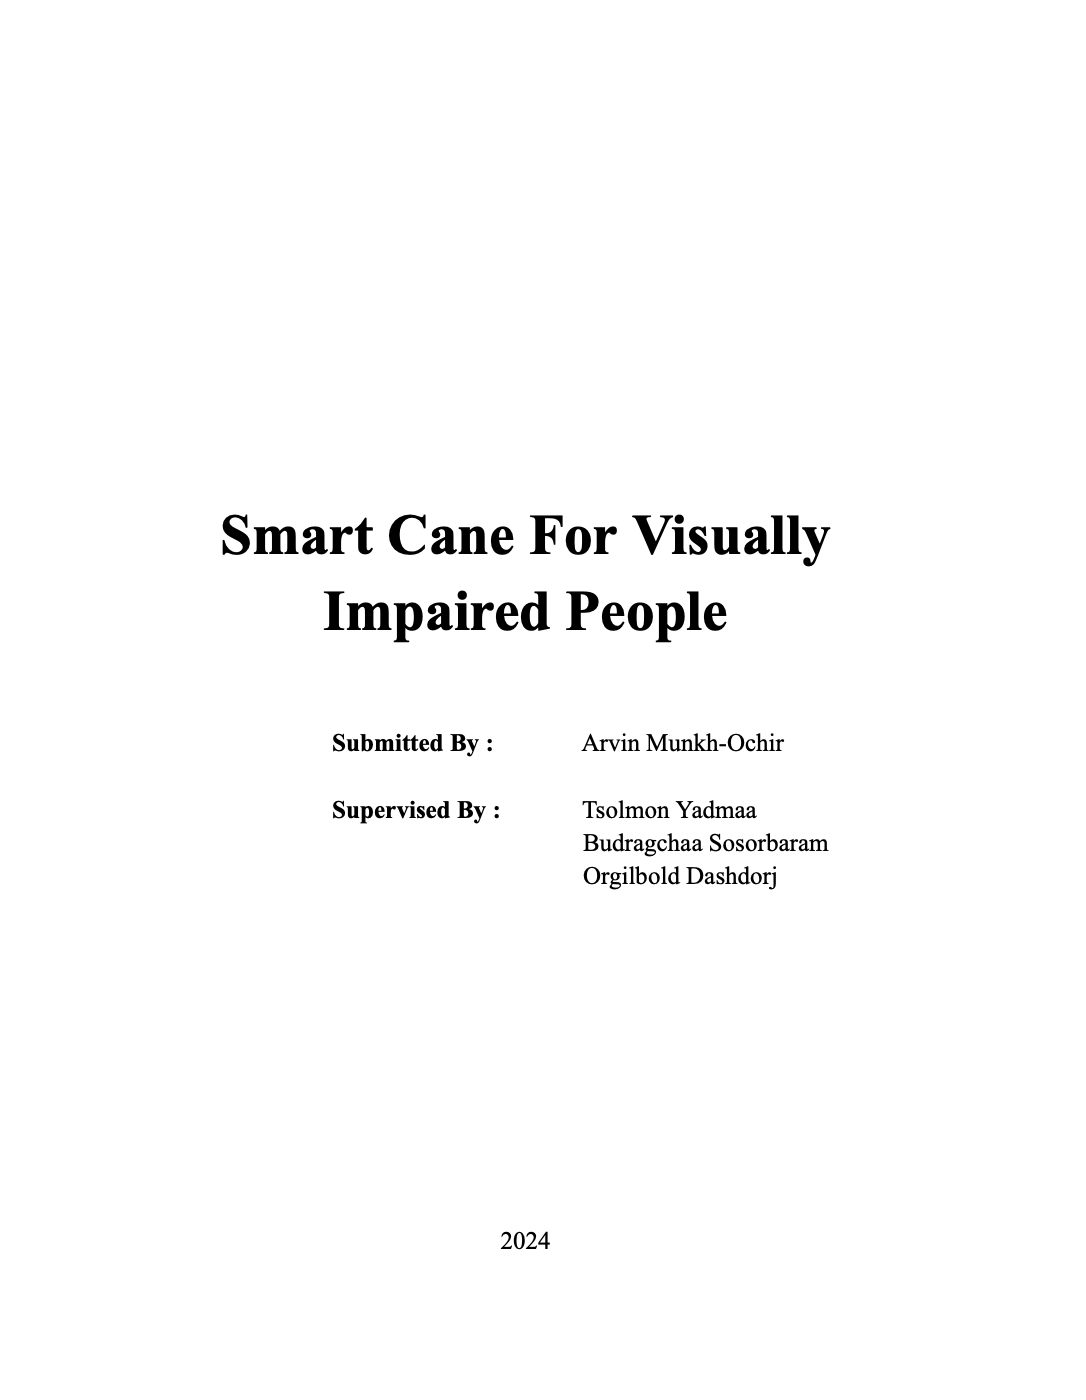 Smart Cane For Visually
Impaired People
Submitted By : Arvin Munkh-Ochir
Supervised By : Tsolmon Yadmaa
Budragchaa Sosorbaram
Orgilbold Dashdorj
2024